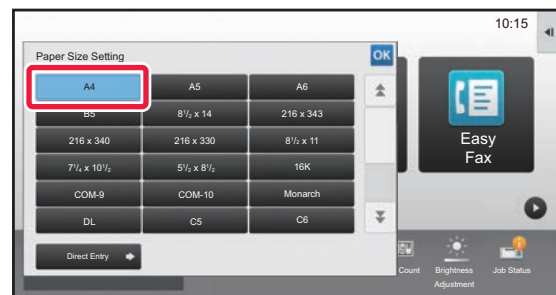 10:15
Paper Size Setting
OK
A4 A5 A6
B5 8¹/₂ x 14 216 x 343
216 x 340 216 x 330 8¹/₂ x 11
7¹/₄ x 10¹/₂ 5¹/₂ x 8¹/₂ 16K
COM-9 COM-10 Monarch
DL C5 C6
Direct Entry
Easy
Fax
Count Brightness Job Status
Adjustment